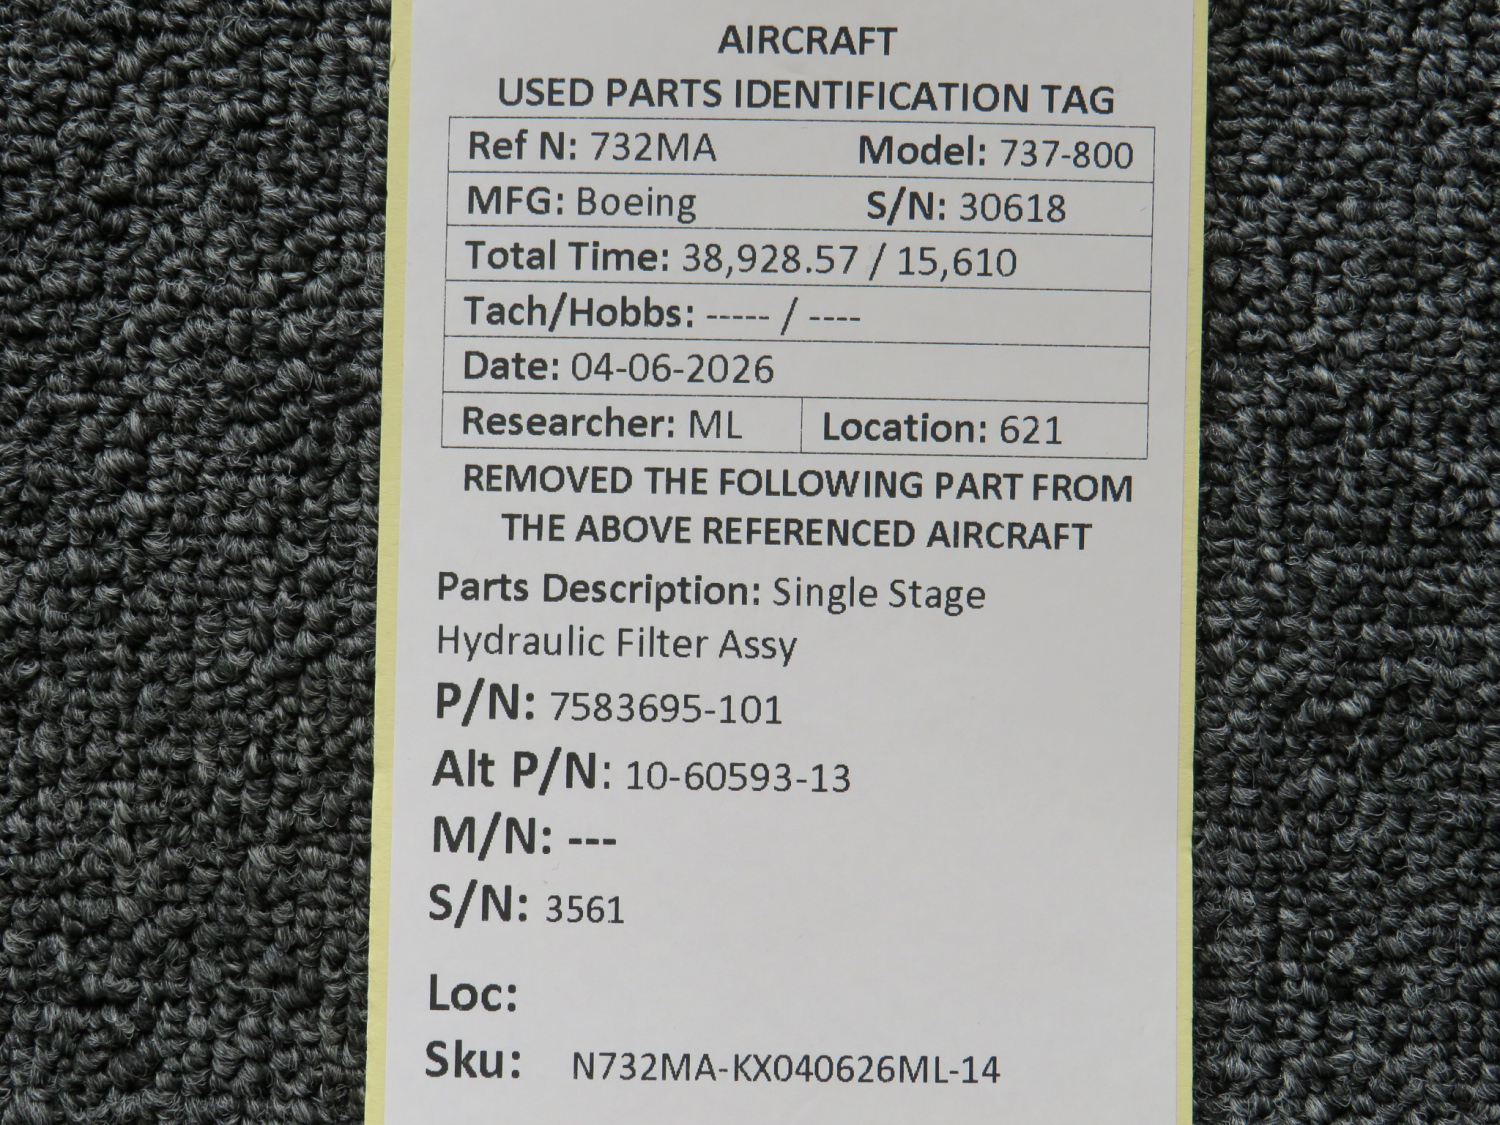 AIRCRAFT
USED PARTS IDENTIFICATION TAG
Ref N: 732MA Model: 737-800
MFG: Boeing S/N: 30618
Total Time: 38,928.57 / 15,610
Tach/Hobbs: ----- / ----
Date: 04-06-2026
Researcher: ML Location: 621
REMOVED THE FOLLOWING PART FROM
THE ABOVE REFERENCED AIRCRAFT
Parts Description: Single Stage
Hydraulic Filter Assy
P/N: 7583695-101
Alt P/N: 10-60593-13
M/N: ---
S/N: 3561
Loc:
Sku: N732MA-KX040626ML-14